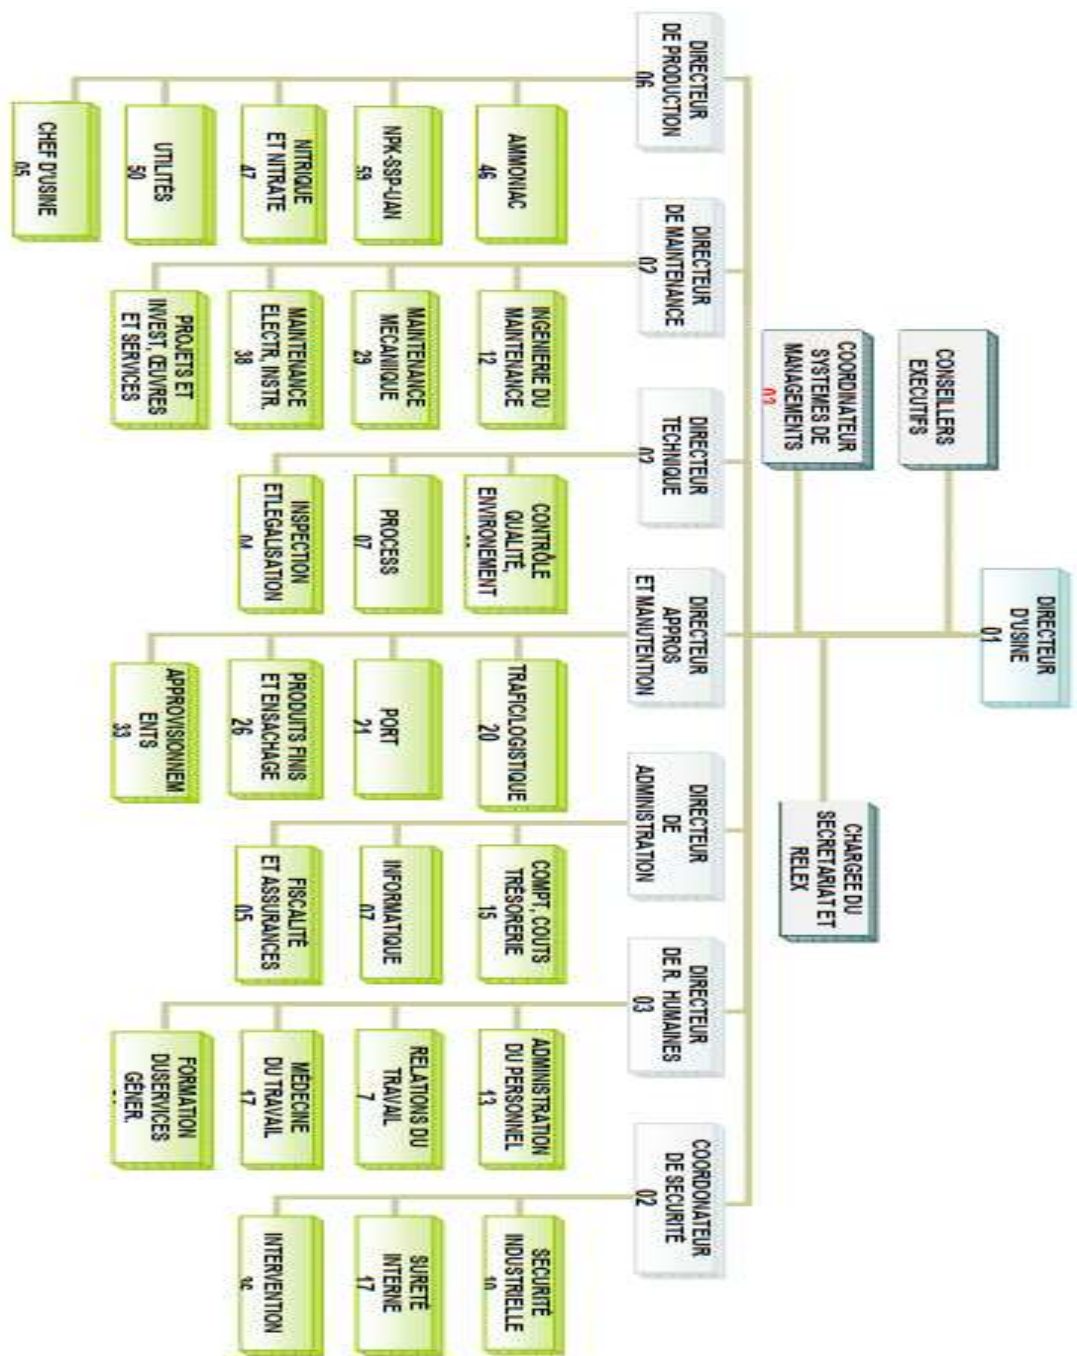 DIRECTEUR
D'USINE
01
CONSEILLERS
EXECUTIFS
COORDINATEUR
SYSTEMES DE
MANAGEMENTS
CHARGEE DU
SECRETARIAT ET
RELEX
DIRECTEUR
DE PRODUCTION
06
AMMONIAC
46
NPK-SSP-UAN
59
NITRIQUE
ET NITRATE
47
UTILITÉS
50
CHEF D'USINE
05
DIRECTEUR
DE MAINTENANCE
02
INGENIERIE DU
MAINTENANCE
12
MAINTENANCE
MECANIQUE
29
MAINTENANCE
ELECTR, INSTR.
38
PROJETS ET
INVEST, ŒUVRES
ET SERVICES
DIRECTEUR
TECHNIQUE
02
CONTRÔLE
QUALITÉ,
ENVIRONEMENT
PROCESS
07
INSPECTION
ETLEGALISATION
04
DIRECTEUR
APPROS
ET MANUTENTION
TRAFIC/LOGISTIQUE
20
PORT
21
PRODUITS FINIS
ET ENSACHAGE
26
APPROVISIONNEM
ENTS
33
DIRECTEUR
DE
ADMINISTRATION
COMPT, COUTS
TRÉSORERIE
15
INFORMATIQUE
07
FISCALITÉ
ET ASSURANCES
05
DIRECTEUR
DE R. HUMAINES
03
ADMINISTRATION
DU PERSONNEL
13
RELATIONS DU
TRAVAIL
7
MÉDECINE
DU TRAVAIL
17
FORMATION
DUSERVICES
GÉNER.
COORDONATEUR
DE SECURITÉ
02
SECURITÉ
INDUSTRIELLE
SURETÉ
INTERNE
17
INTERVENTION